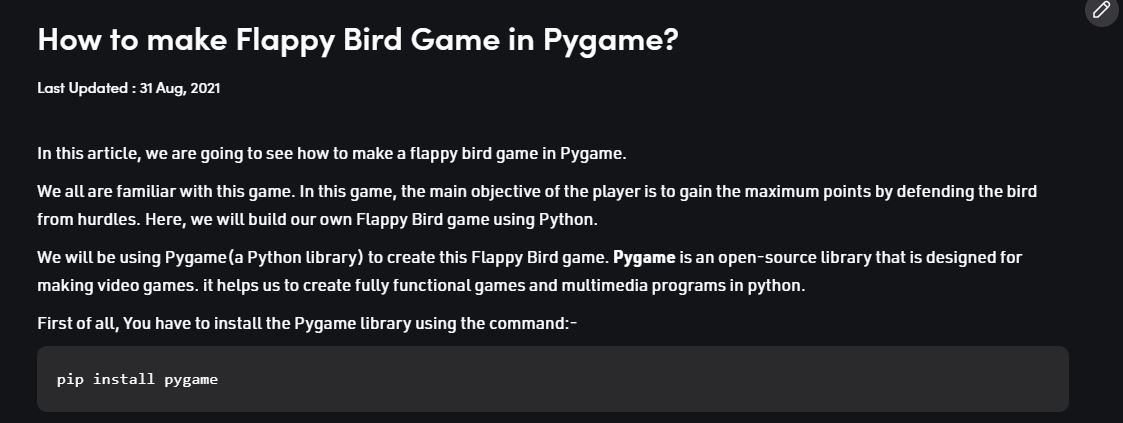 How to make Flappy Bird Game in Pygame?
Last Updated : 31 Aug, 2021
In this article, we are going to see how to make a flappy bird game in Pygame.
We all are familiar with this game. In this game, the main objective of the player is to gain the maximum points by defending the bird
from hurdles. Here, we will build our own Flappy Bird game using Python.
We will be using Pygame(a Python library) to create this Flappy Bird game. Pygame is an open-source library that is designed for
making video games. it helps us to create fully functional games and multimedia programs in python.
First of all, You have to install the Pygame library using the command:-
pip install pygame